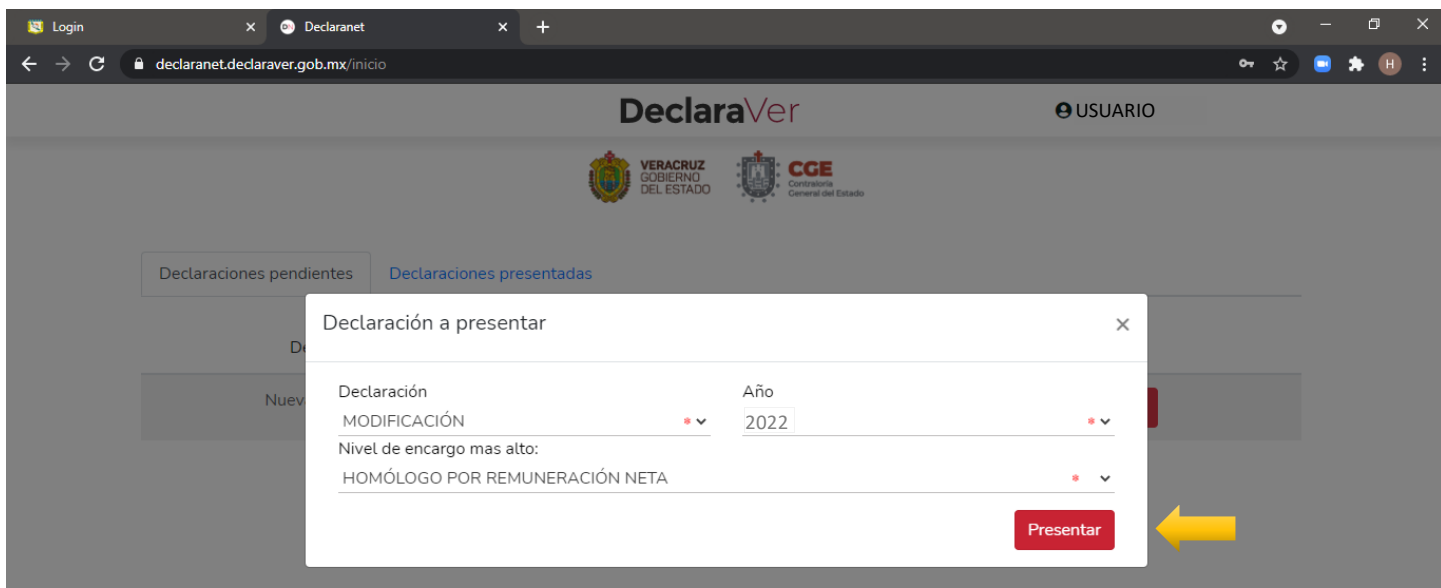 Login
Declaranet
declaranet.declaraver.gob.mx/inicio
H
DeclaraVer
USUARIO
VERACRUZ
GOBIERNO
DEL ESTADO
CGE
Contraloría
General del Estado
Declaraciones pendientes
Declaraciones presentadas
Declaración a presentar
×
Declaración
Año
MODIFICACIÓN *
2022 *
Nivel de encargo mas alto:
HOMÓLOGO POR REMUNERACIÓN NETA *
Presentar